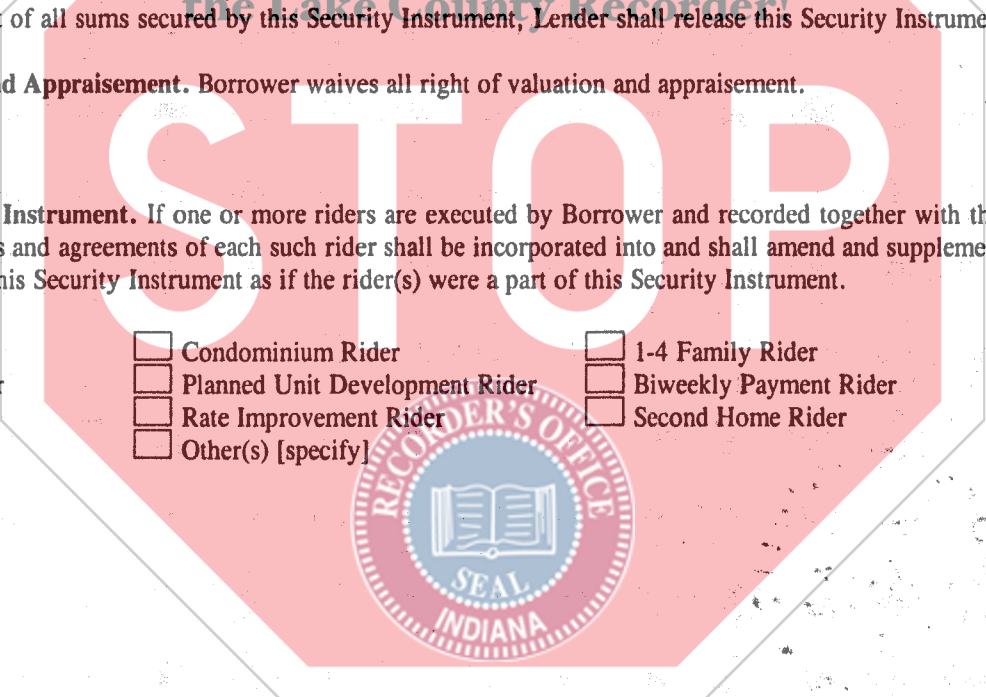 the Lake County Recorder!
of all sums secured by this Security Instrument, Lender shall release this Security Instrume
d Appraisement. Borrower waives all right of valuation and appraisement.
STOP
Instrument. If one or more riders are executed by Borrower and recorded together with th
s and agreements of each such rider shall be incorporated into and shall amend and suppleme
his Security Instrument as if the rider(s) were a part of this Security Instrument.
Condominium Rider 1-4 Family Rider
r Planned Unit Development Rider Biweekly Payment Rider
Rate Improvement Rider Second Home Rider
Other(s) [specify]
RECORDER'S OFFICE
SEAL
INDIANA